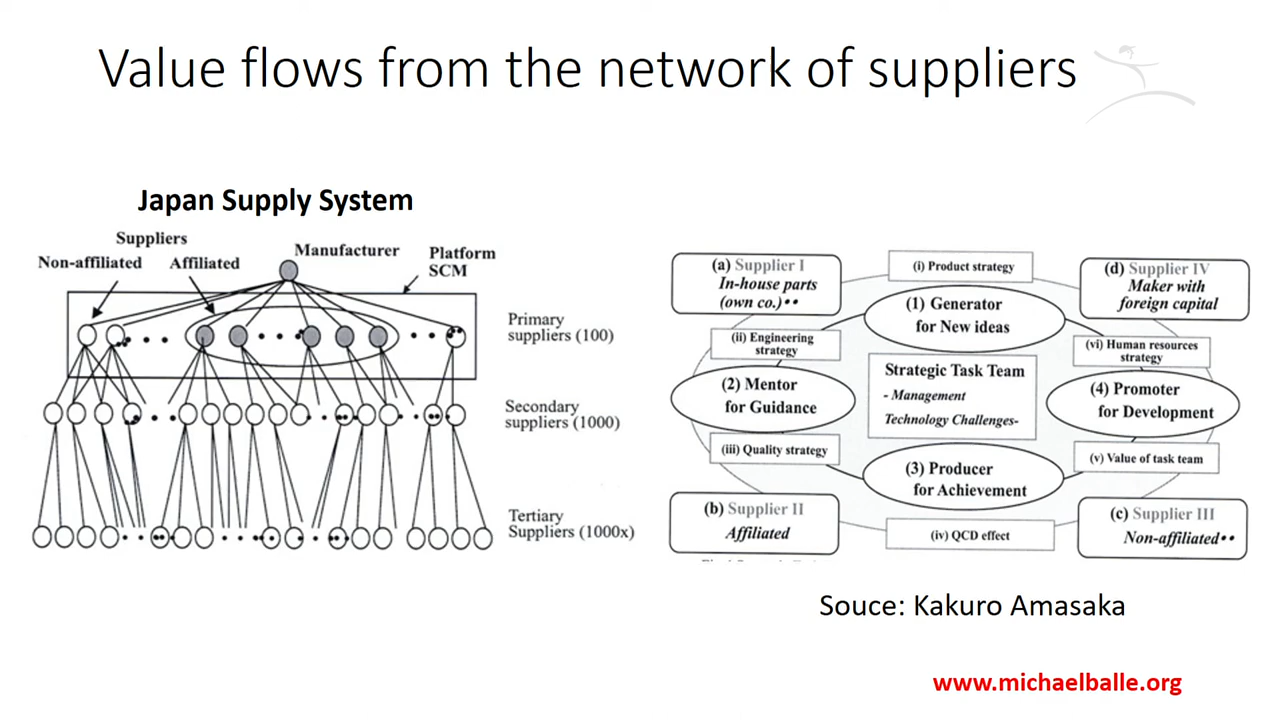 Value flows from the network of suppliers
Japan Supply System
Suppliers
Non-affiliated
Affiliated
Manufacturer
Platform
SCM
Primary
suppliers (100)
Secondary
suppliers (1000)
Tertiary
Suppliers (1000x)
(a) Supplier I
In-house parts
(own co.)••
(i) Product strategy
(d) Supplier IV
Maker with
foreign capital
(1) Generator
for New ideas
(ii) Engineering
strategy
(vi) Human resources
strategy
(2) Mentor
for Guidance
Strategic Task Team
- Management
Technology Challenges-
(4) Promoter
for Development
(iii) Quality strategy
(v) Value of task team
(3) Producer
for Achievement
(b) Supplier II
Affiliated
(iv) QCD effect
(c) Supplier III
Non-affiliated••
Souce: Kakuro Amasaka
www.michaelballe.org